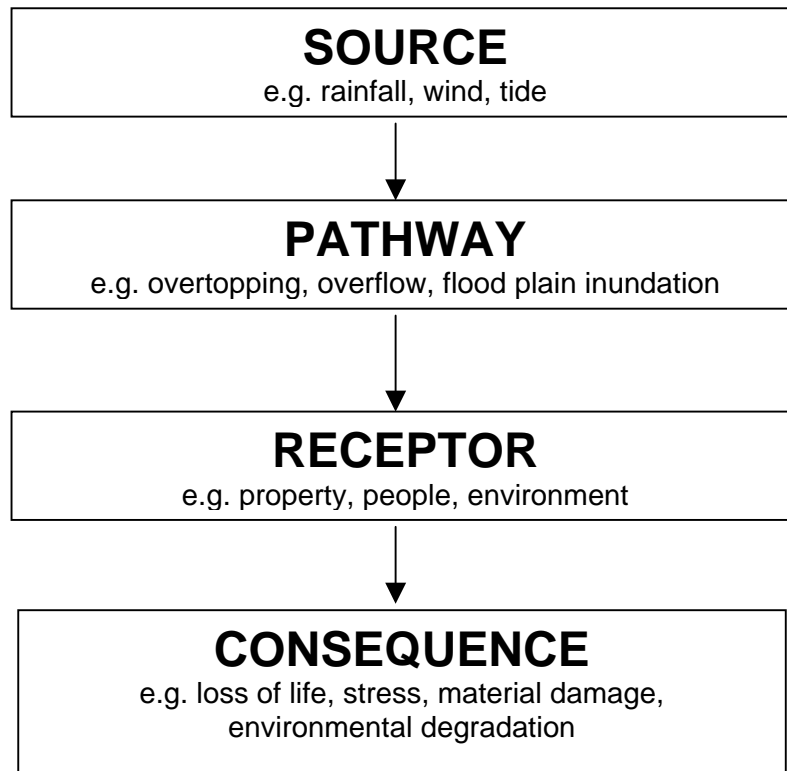 SOURCE
e.g. rainfall, wind, tide
PATHWAY
e.g. overtopping, overflow, flood plain inundation
RECEPTOR
e.g. property, people, environment
CONSEQUENCE
e.g. loss of life, stress, material damage,
environmental degradation